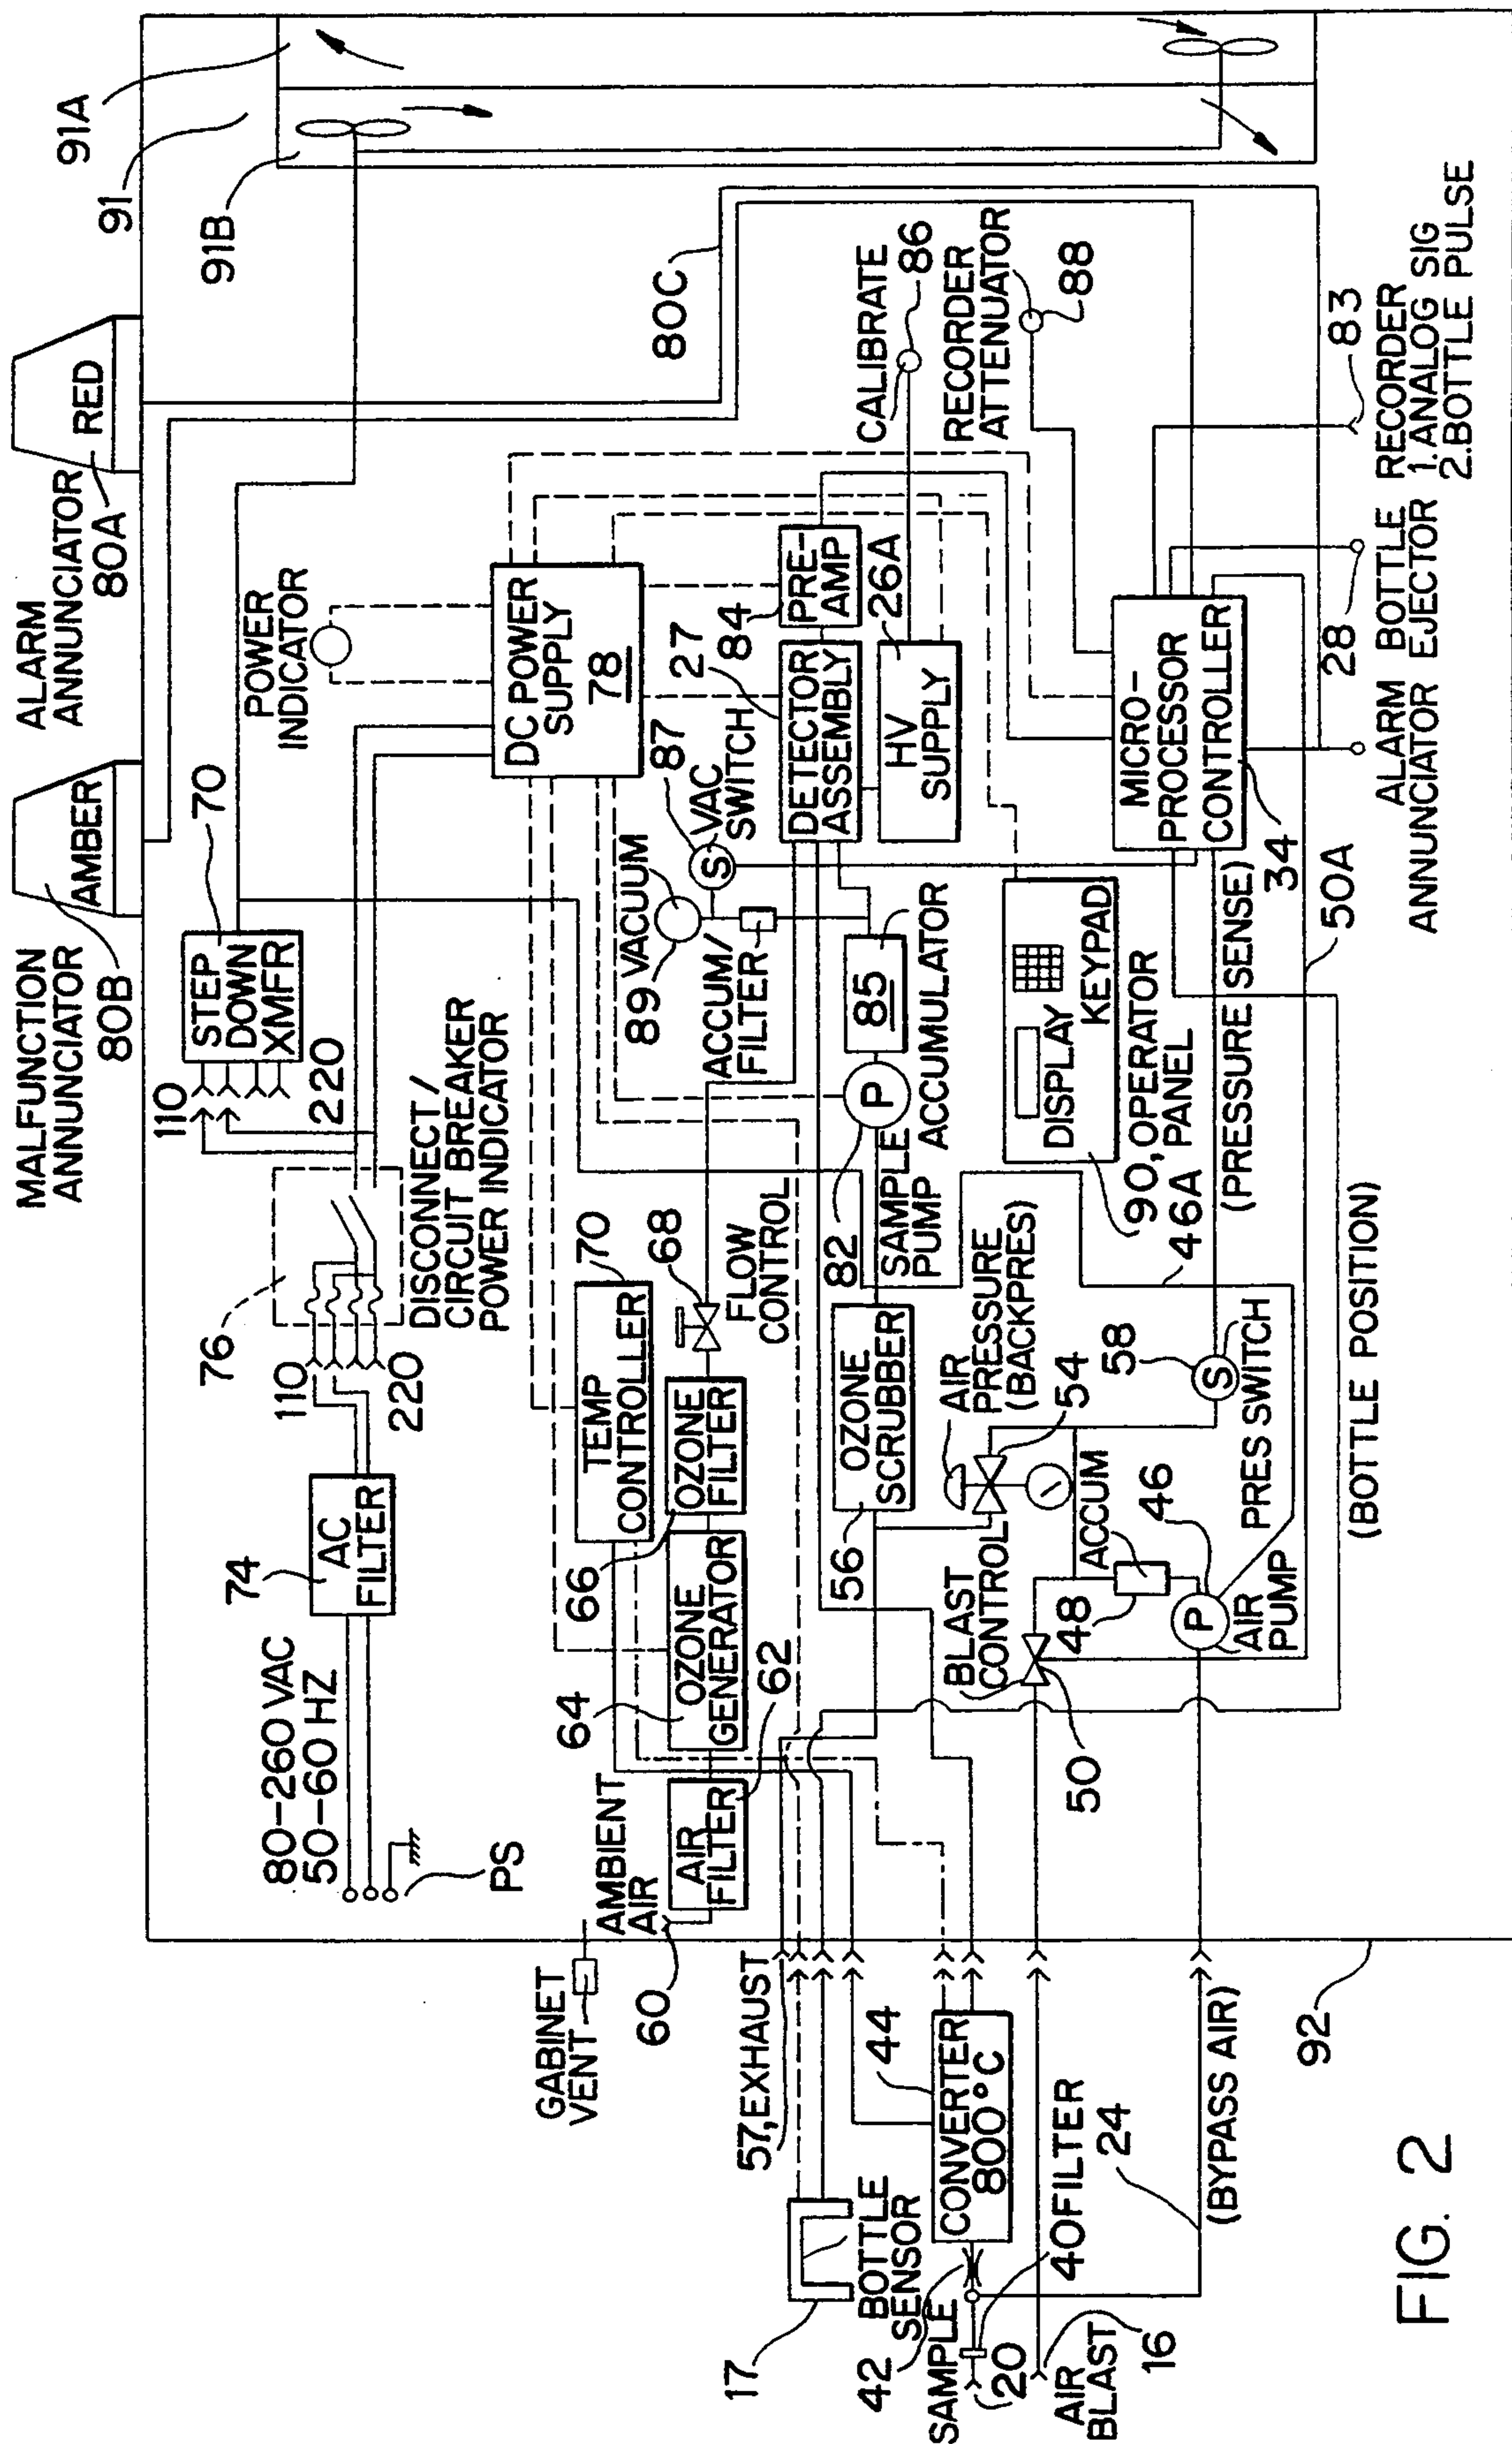 MALFUNCTION
ANNUNCIATOR
80B
AMBER
ALARM
ANNUNCIATOR
80A
RED
91
91A
91B
80-260 VAC
50-60 HZ
PS
74
AC
FILTER
110
220
76
DISCONNECT/
CIRCUIT BREAKER
POWER INDICATOR
110
220
STEP
DOWN
XMFR
70
POWER
INDICATOR
DC POWER
SUPPLY
78
80C
GABINET
VENT
AMBIENT
AIR
60
AIR
FILTER
62
64
OZONE
GENERATOR
66
OZONE
FILTER
TEMP
CONTROLLER
70
68
FLOW
CONTROL
89
VACUUM
ACCUM/
FILTER
87
VAC
SWITCH
S
27
DETECTOR
ASSEMBLY
84
PRE-
AMP
26A
HV
SUPPLY
CALIBRATE
86
RECORDER
ATTENUATOR
88
57, EXHAUST
17
BOTTLE
SENSOR
56
OZONE
SCRUBBER
82
SAMPLE
PUMP
P
85
ACCUMULATOR
44
CONVERTER
800°C
42
SAMPLE
20
40 FILTER
AIR
BLAST
16
24
(BYPASS AIR)
BLAST
CONTROL
50
AIR
PRESSURE
(BACKPRES)
54
48
ACCUM
46
P
AIR
PUMP
58
S
PRES SWITCH
DISPLAY
KEYPAD
90, OPERATOR
PANEL
46A
(PRESSURE SENSE)
MICRO-
PROCESSOR
CONTROLLER
34
50A
(BOTTLE POSITION)
28
83
ALARM
ANNUNCIATOR
BOTTLE
EJECTOR
RECORDER
1.ANALOG SIG
2.BOTTLE PULSE
92
FIG. 2